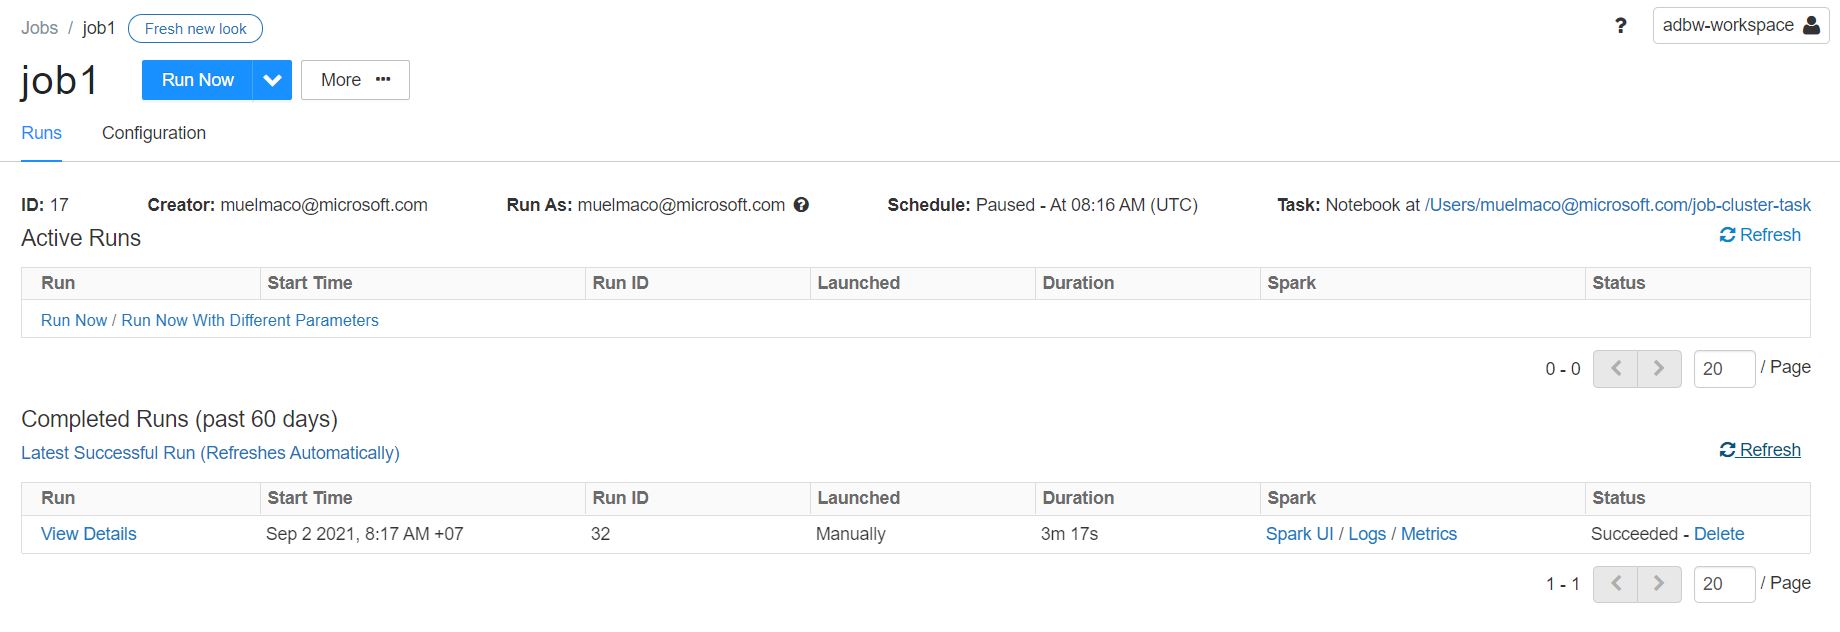 Jobs / job1 Fresh new look ? adbw-workspace
job1 Run Now More ···
Runs Configuration
ID: 17 Creator: muelmaco@microsoft.com Run As: muelmaco@microsoft.com ? Schedule: Paused - At 08:16 AM (UTC) Task: Notebook at /Users/muelmaco@microsoft.com/job-cluster-task
Active Runs Refresh
Run Start Time Run ID Launched Duration Spark Status
Run Now / Run Now With Different Parameters
0 - 0 20 / Page
Completed Runs (past 60 days)
Latest Successful Run (Refreshes Automatically) Refresh
Run Start Time Run ID Launched Duration Spark Status
View Details Sep 2 2021, 8:17 AM +07 32 Manually 3m 17s Spark UI / Logs / Metrics Succeeded - Delete
1 - 1 20 / Page